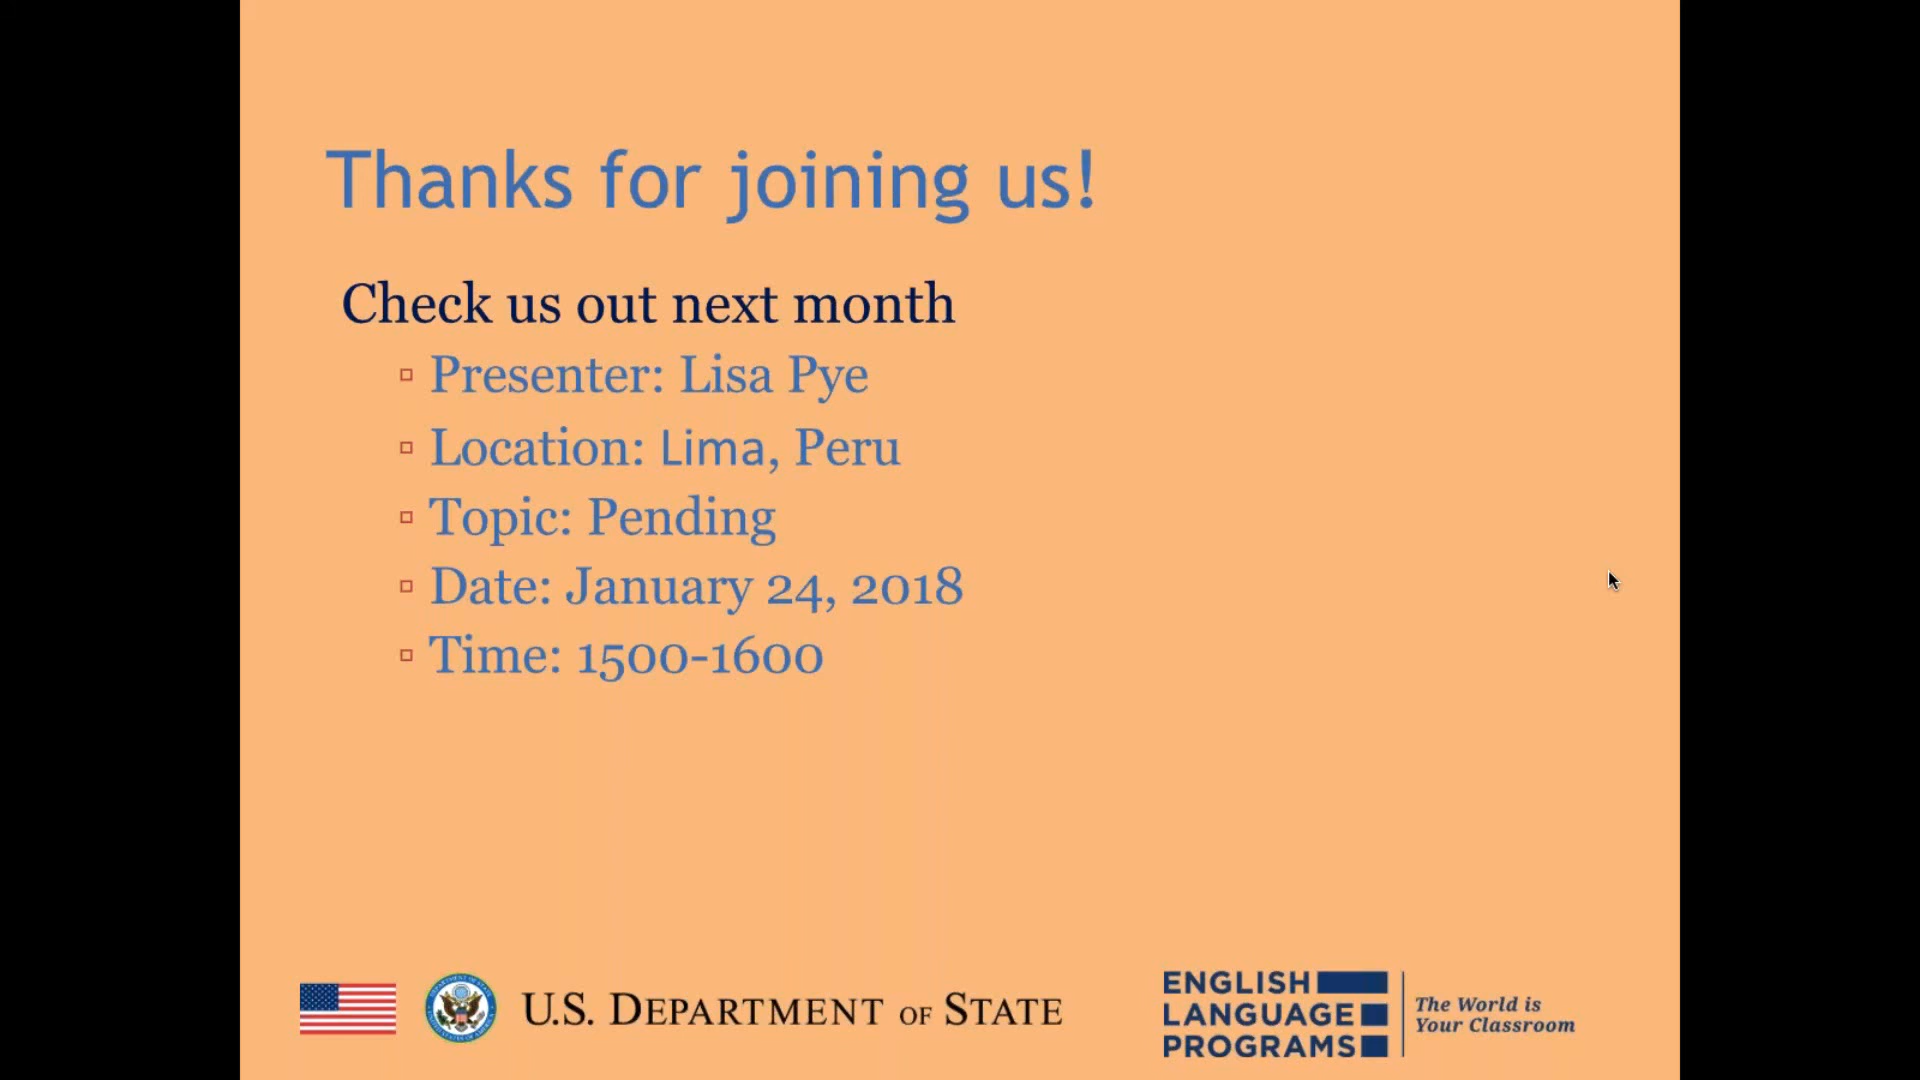 Thanks for joining us!
Check us out next month
Presenter: Lisa Pye
Location: Lima, Peru
Topic: Pending
Date: January 24, 2018
Time: 1500-1600
U.S. DEPARTMENT OF STATE
ENGLISH
LANGUAGE
PROGRAMS
The World is
Your Classroom